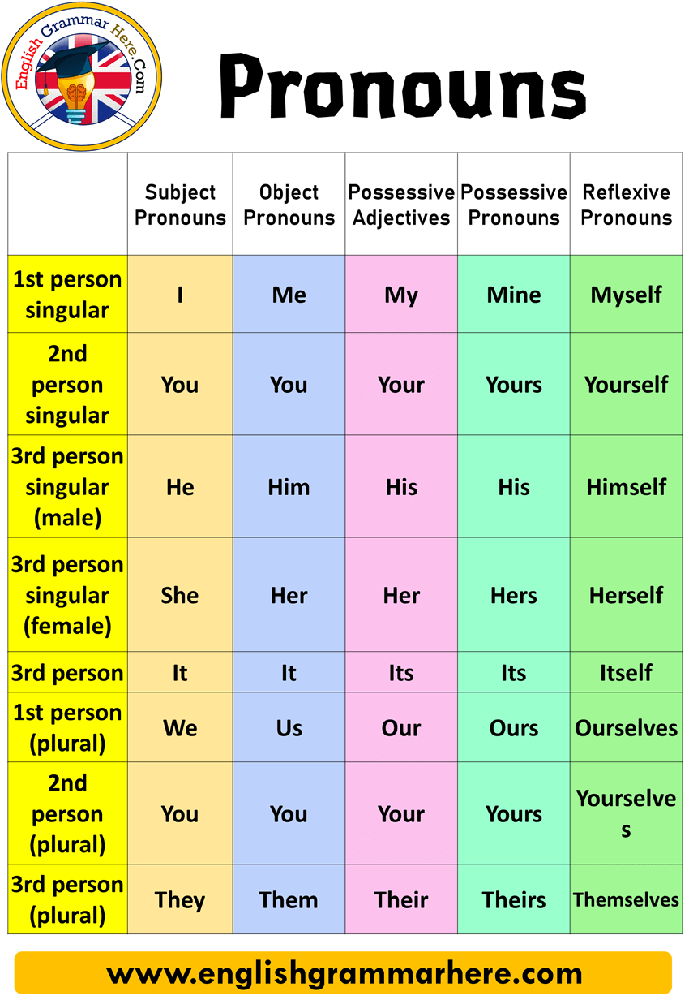 English Grammar Here.Com
Pronouns
Subject Pronouns
Object Pronouns
Possessive Adjectives
Possessive Pronouns
Reflexive Pronouns
1st person singular
I
Me
My
Mine
Myself
2nd person singular
You
You
Your
Yours
Yourself
3rd person singular (male)
He
Him
His
His
Himself
3rd person singular (female)
She
Her
Her
Hers
Herself
3rd person
It
It
Its
Its
Itself
1st person (plural)
We
Us
Our
Ours
Ourselves
2nd person (plural)
You
You
Your
Yours
Yourselves
3rd person (plural)
They
Them
Their
Theirs
Themselves
www.englishgrammarhere.com